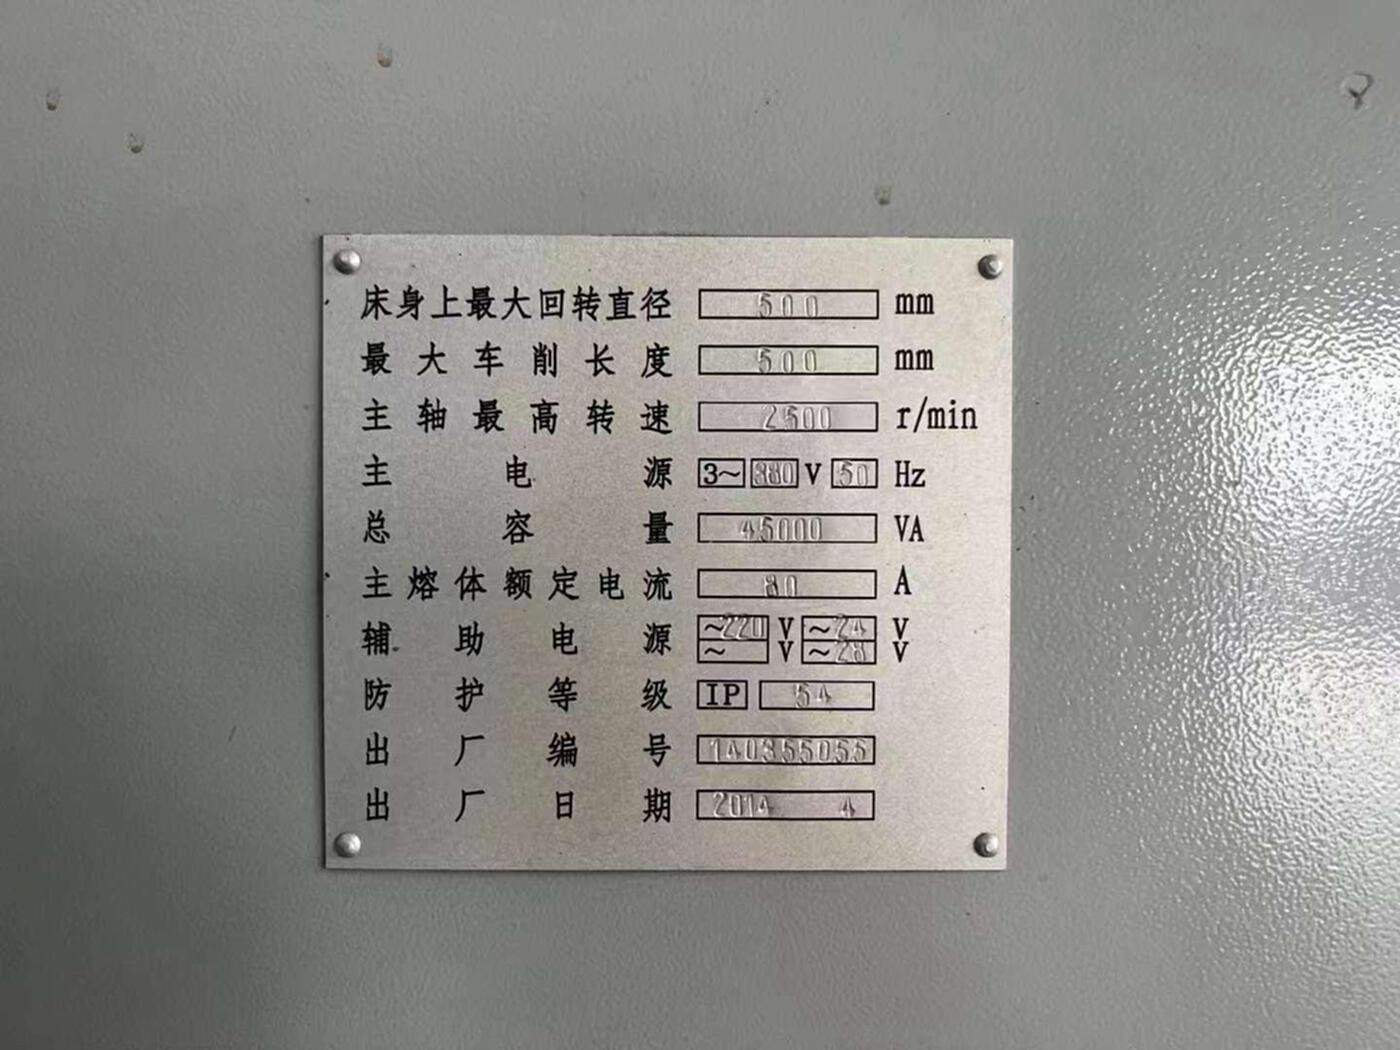 床身上最大回转直径 500 mm
最大车削长度 500 mm
主轴最高转速 2500 r/min
主电源 3~ 380 V 50 Hz
总容量 45000 VA
主熔体额定电流 80 A
辅助电源 ~220 V ~24 V
~ V ~28 V
防护等级 IP 54
出厂编号 140355055
出厂日期 2014 4